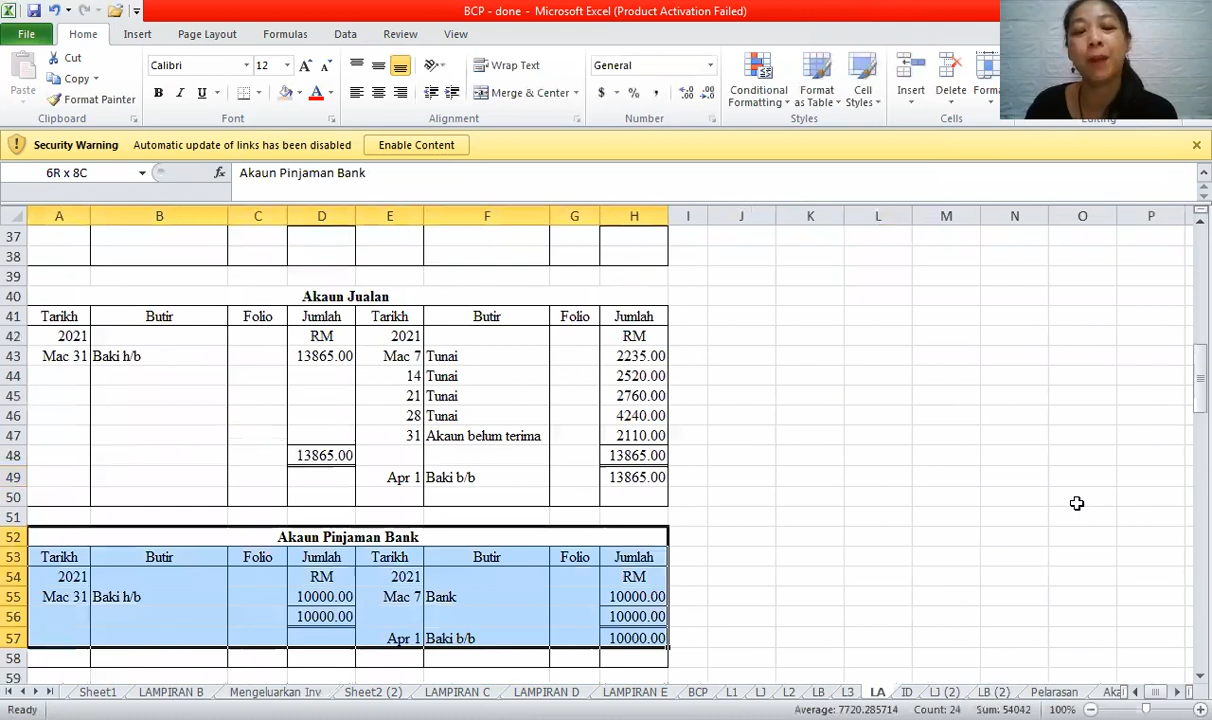 BCP - done - Microsoft Excel (Product Activation Failed)
File Home Insert Page Layout Formulas Data Review View
Cut
Copy
Format Painter
Paste
Clipboard
Calibri 12
B I U
Font
Wrap Text
Merge & Center
Alignment
General
$ % ,
Number
Conditional Formatting
Format as Table
Cell Styles
Styles
Insert Delete
Cells
Security Warning Automatic update of links has been disabled Enable Content
6R x 8C fx Akaun Pinjaman Bank
A B C D E F G H I J K L M N O P
37
38
39
40 Akaun Jualan
41 Tarikh Butir Folio Jumlah Tarikh Butir Folio Jumlah
42 2021 RM 2021 RM
43 Mac 31 Baki h/b 13865.00 Mac 7 Tunai 2235.00
44 14 Tunai 2520.00
45 21 Tunai 2760.00
46 28 Tunai 4240.00
47 31 Akaun belum terima 2110.00
48 13865.00 13865.00
49 Apr 1 Baki b/b 13865.00
50
51
52 Akaun Pinjaman Bank
53 Tarikh Butir Folio Jumlah Tarikh Butir Folio Jumlah
54 2021 RM 2021 RM
55 Mac 31 Baki h/b 10000.00 Mac 7 Bank 10000.00
56 10000.00 10000.00
57 Apr 1 Baki b/b 10000.00
58
59
Sheet1 LAMPIRAN B Mengeluarkan Inv Sheet2 (2) LAMPIRAN C LAMPIRAN D LAMPIRAN E BCP L1 LJ L2 LB L3 LA ID LJ (2) LB (2) Pelarasan
Ready Average: 7720.285714 Count: 24 Sum: 54042 100%